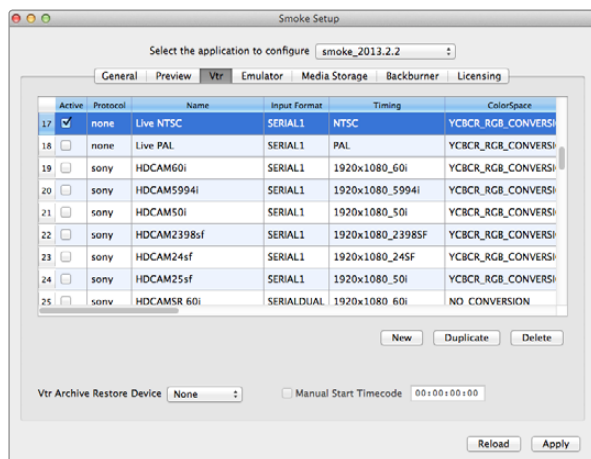 Smoke Setup
Select the application to configure smoke_2013.2.2
General Preview Vtr Emulator Media Storage Backburner Licensing
Active Protocol Name Input Format Timing ColorSpace
17 none Live NTSC SERIAL1 NTSC YCBCR_RGB_CONVERSI
18 none Live PAL SERIAL1 PAL YCBCR_RGB_CONVERSI
19 sony HDCAM60i SERIAL1 1920x1080_60i YCBCR_RGB_CONVERSI
20 sony HDCAM5994i SERIAL1 1920x1080_5994i YCBCR_RGB_CONVERSI
21 sony HDCAM50i SERIAL1 1920x1080_50i YCBCR_RGB_CONVERSI
22 sony HDCAM2398sf SERIAL1 1920x1080_2398SF YCBCR_RGB_CONVERSI
23 sony HDCAM24sf SERIAL1 1920x1080_24SF YCBCR_RGB_CONVERSI
24 sony HDCAM25sf SERIAL1 1920x1080_50i YCBCR_RGB_CONVERSI
25 sony HDCAMSR 60i SERIALDUAL 1920x1080 60i NO CONVERSION
New Duplicate Delete
Vtr Archive Restore Device None Manual Start Timecode 00:00:00:00
Reload Apply